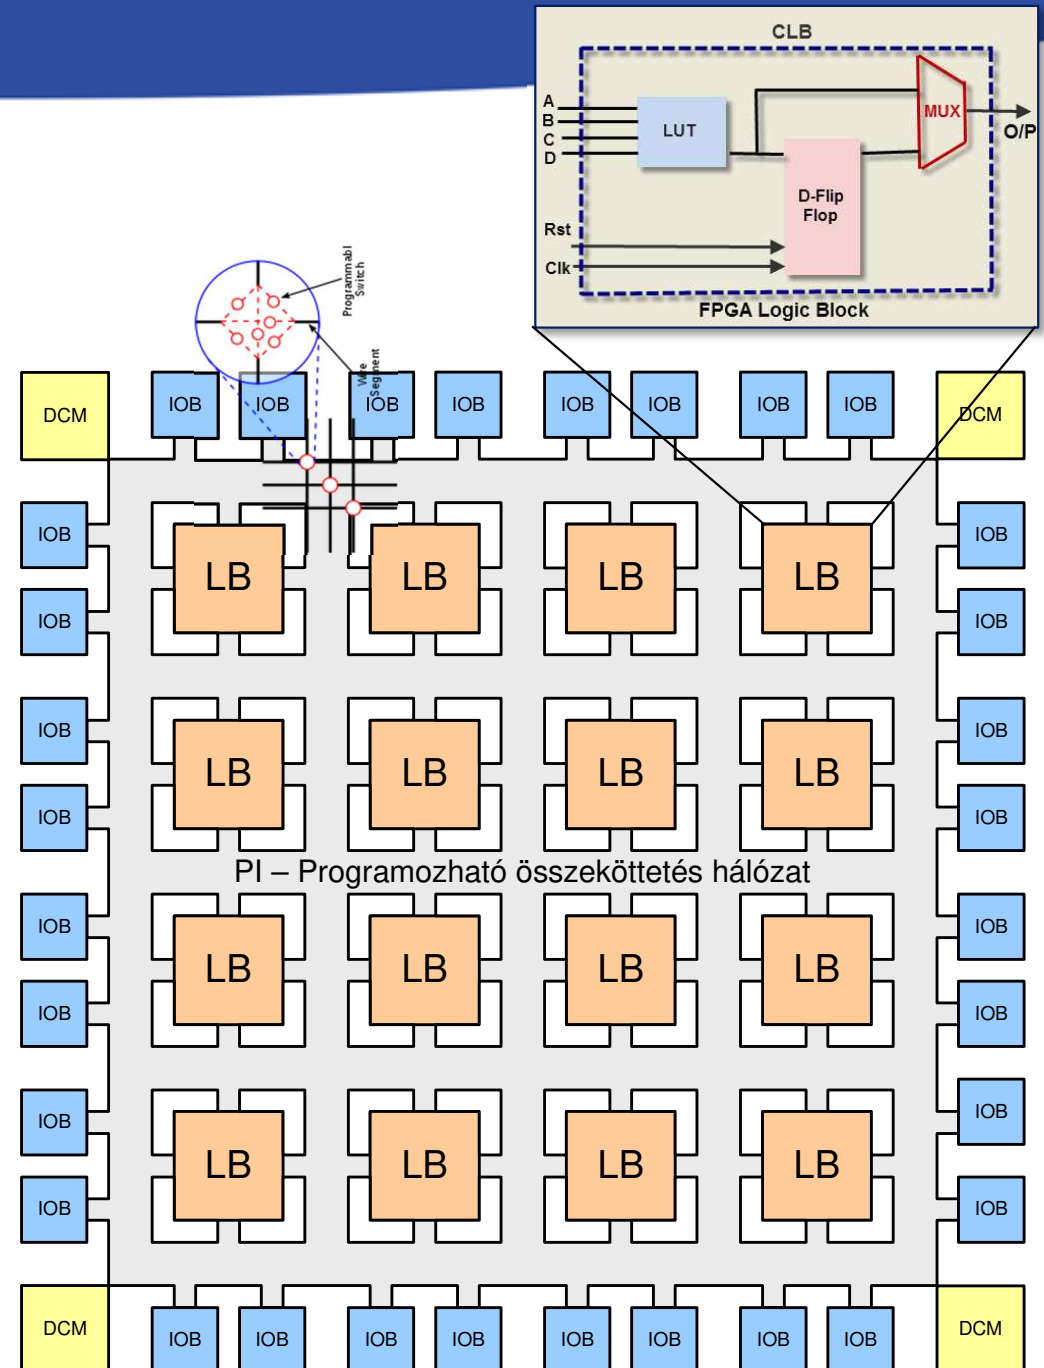 CLB
A
B
C
D
LUT
MUX
O/P
D-Flip
Flop
Rst
Clk
FPGA Logic Block
Programmabl
Switch
Wire
Segment
DCM
IOB
IOB
IOB
IOB
IOB
IOB
IOB
IOB
DCM
IOB
IOB
LB
LB
LB
LB
IOB
IOB
IOB
IOB
LB
LB
LB
LB
IOB
IOB
PI – Programozható összeköttetés hálózat
IOB
IOB
LB
LB
LB
LB
IOB
IOB
IOB
IOB
LB
LB
LB
LB
IOB
IOB
DCM
IOB
IOB
IOB
IOB
IOB
IOB
IOB
IOB
DCM